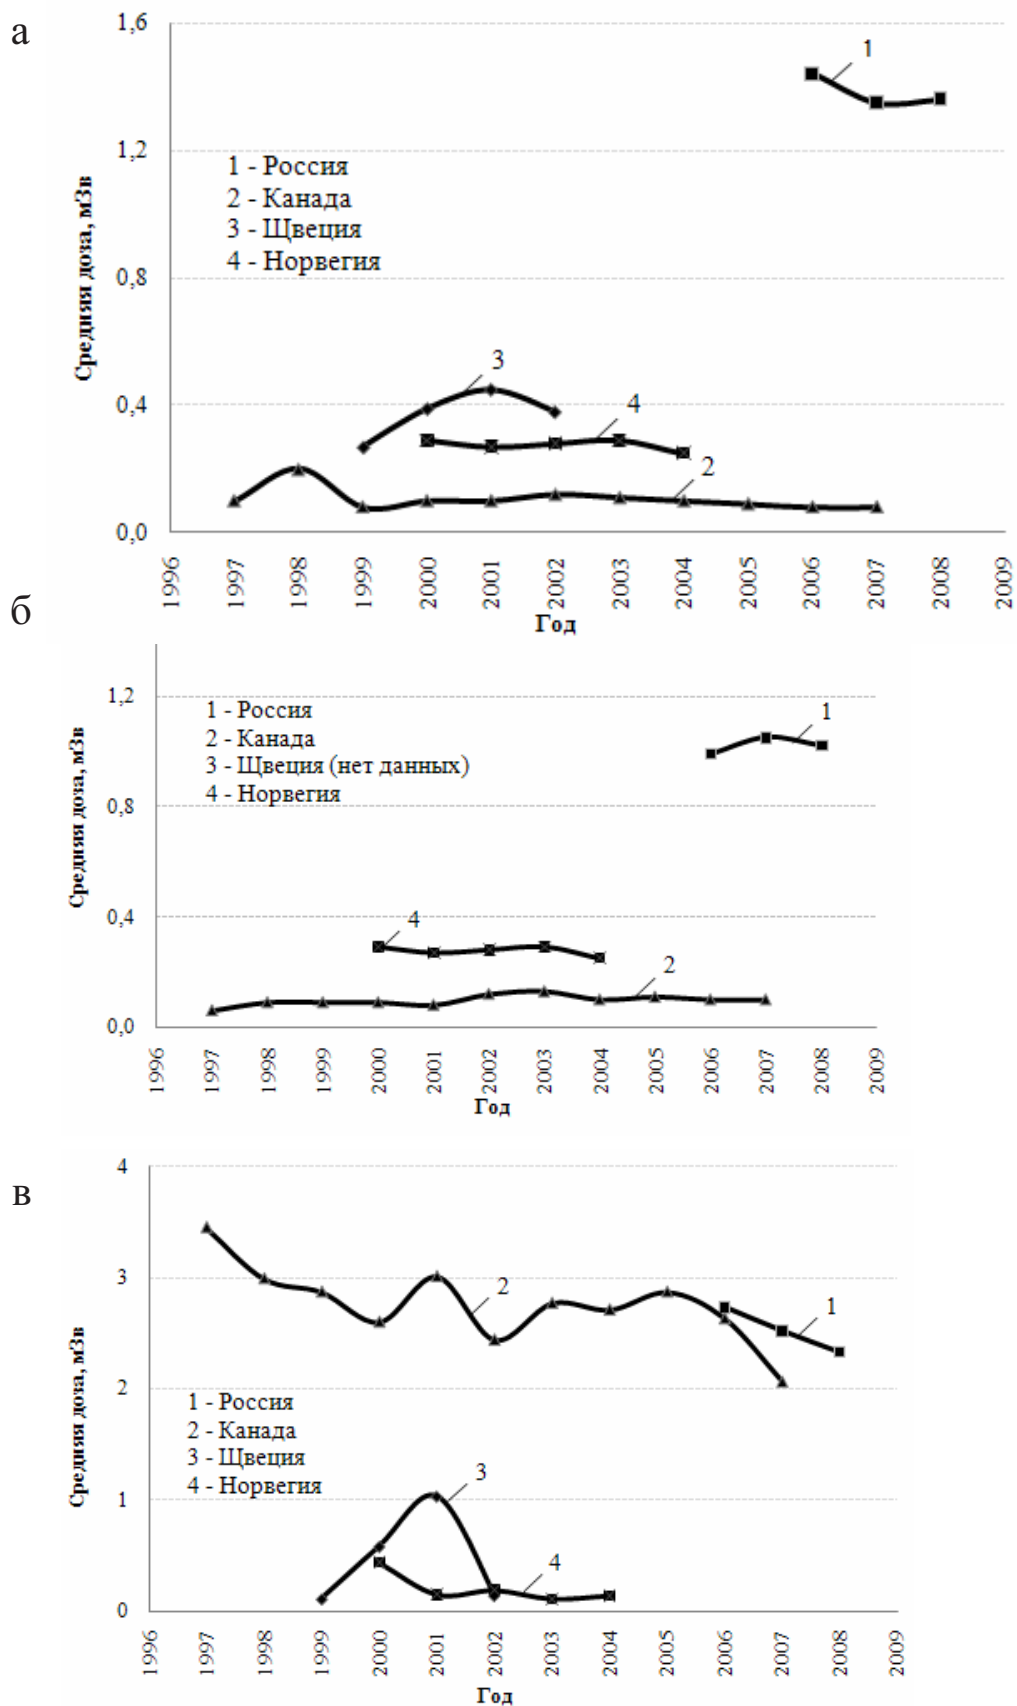 а
1,6
1,2
0,8
0,4
0,0
Средняя доза, мЗв
1 - Россия
2 - Канада
3 - Щвеция
4 - Норвегия
1
3
4
2
1996 1997 1998 1999 2000 2001 2002 2003 2004 2005 2006 2007 2008 2009
Год
б
1,2
0,8
0,4
0,0
Средняя доза, мЗв
1 - Россия
2 - Канада
3 - Щвеция (нет данных)
4 - Норвегия
1
4
2
1996 1997 1998 1999 2000 2001 2002 2003 2004 2005 2006 2007 2008 2009
Год
в
4
3
2
1
0
Средняя доза, мЗв
2
1
1 - Россия
2 - Канада
3 - Щвеция
4 - Норвегия
3
4
1996 1997 1998 1999 2000 2001 2002 2003 2004 2005 2006 2007 2008 2009
Год